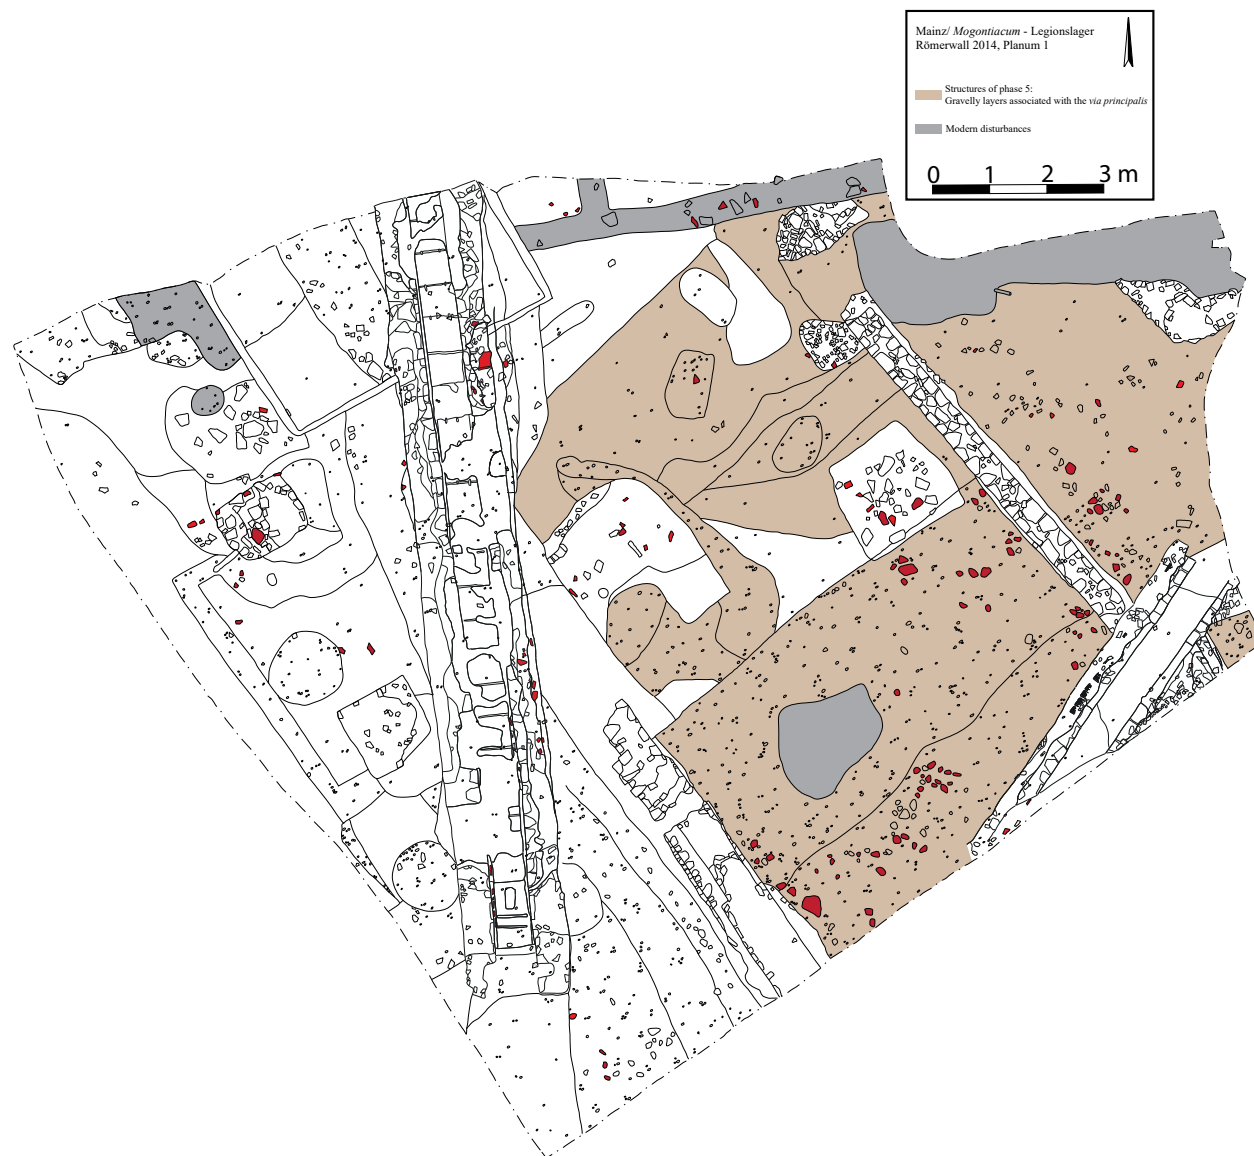 Mainz/ Mogontiacum - Legionslager
Römerwall 2014, Planum 1
Structures of phase 5:
Gravelly layers associated with the via principalis
Modern disturbances
0 1 2 3 m